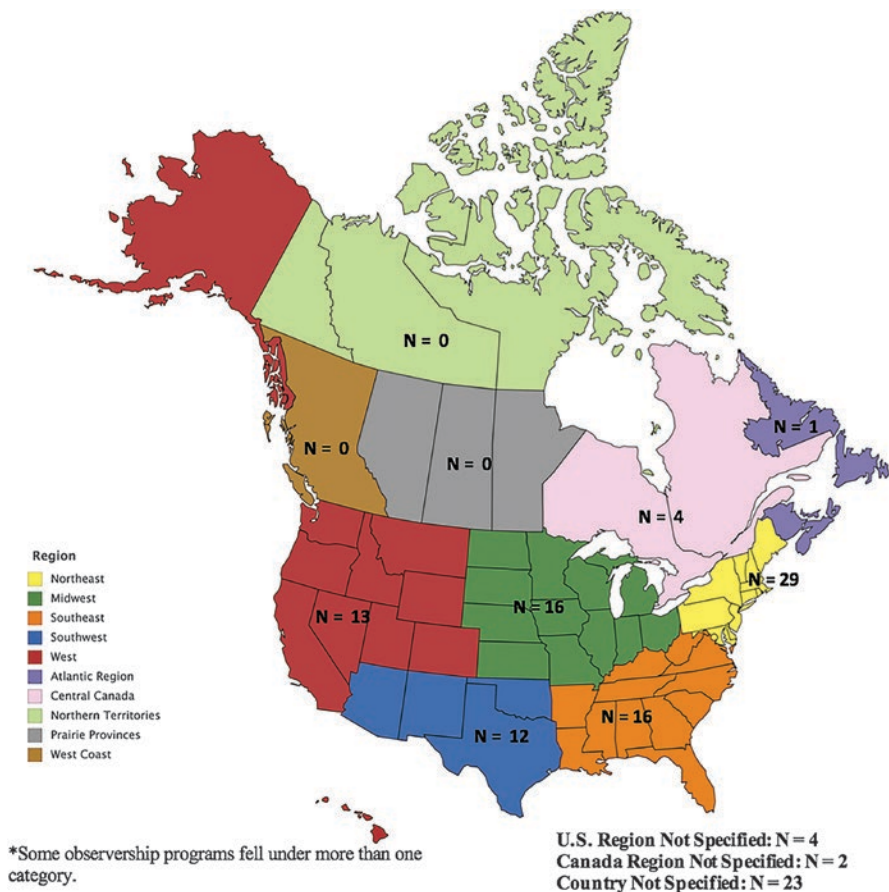 N = 0
N = 0
N = 0
N = 1
N = 4
N = 29
N = 13
N = 16
N = 12
N = 16
Region
Northeast
Midwest
Southeast
Southwest
West
Atlantic Region
Central Canada
Northern Territories
Prairie Provinces
West Coast
*Some observership programs fell under more than one
category.
U.S. Region Not Specified: N = 4
Canada Region Not Specified: N = 2
Country Not Specified: N = 23